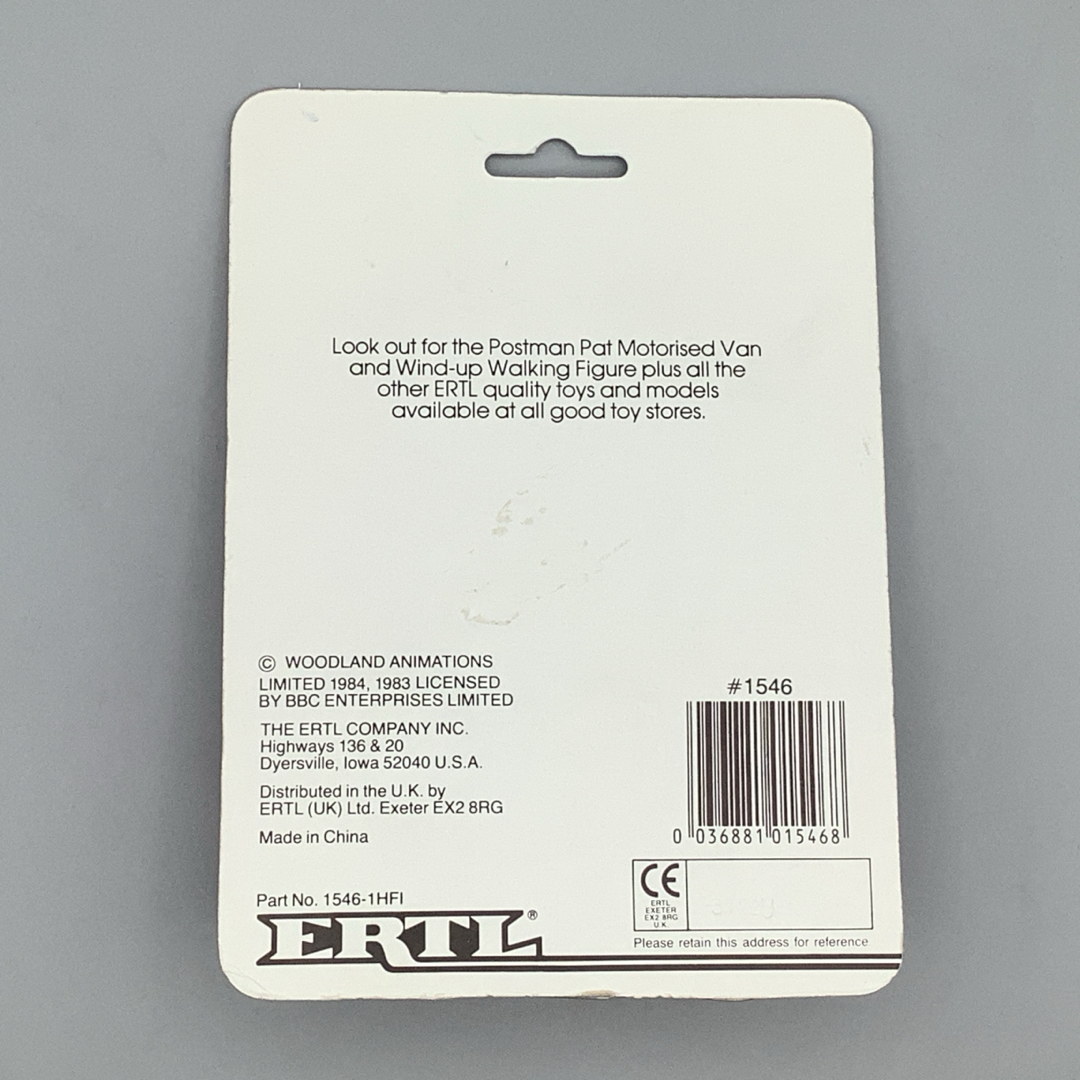 Look out for the Postman Pat Motorised Van
and Wind-up Walking Figure plus all the
other ERTL quality toys and models
available at all good toy stores.
© WOODLAND ANIMATIONS
LIMITED 1984, 1983 LICENSED
BY BBC ENTERPRISES LIMITED
THE ERTL COMPANY INC.
Highways 136 & 20
Dyersville, Iowa 52040 U.S.A.
Distributed in the U.K. by
ERTL (UK) Ltd. Exeter EX2 8RG
Made in China
Part No. 1546-1HFI
ERTL®
#1546
0 036881 015468
CE
ERTL
EXETER
EX2 8RG
U.K.
Please retain this address for reference